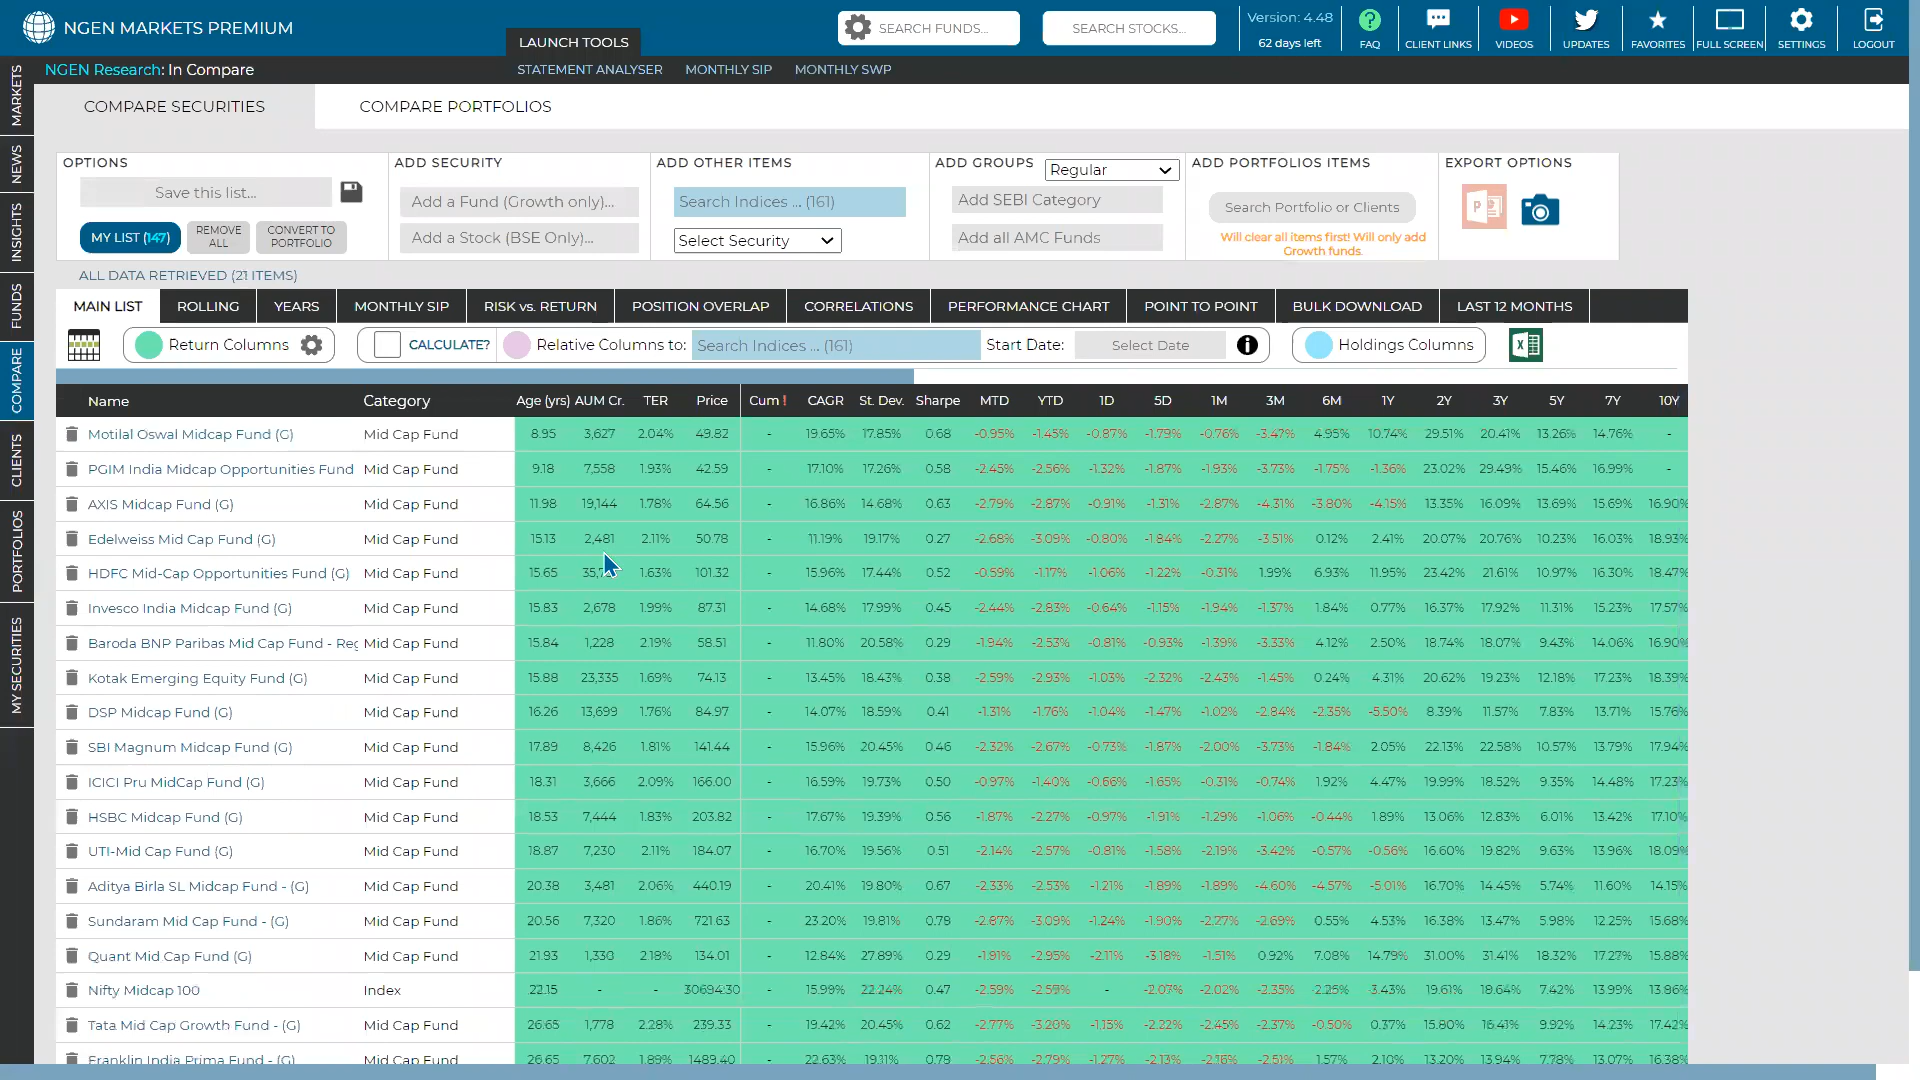 NGEN MARKETS PREMIUM
LAUNCH TOOLS
SEARCH FUNDS...
SEARCH STOCKS...
Version: 4.48
62 days left
FAQ
CLIENT LINKS
VIDEOS
UPDATES
FAVORITES
FULL SCREEN
SETTINGS
LOGOUT
NGEN Research: In Compare
STATEMENT ANALYSER MONTHLY SIP MONTHLY SWP
MARKETS
NEWS
INSIGHTS
FUNDS
COMPARE
CLIENTS
PORTFOLIOS
MY SECURITIES
COMPARE SECURITIES COMPARE PORTFOLIOS
OPTIONS
Save this list...
MY LIST (147)
REMOVE ALL
CONVERT TO PORTFOLIO
ADD SECURITY
Add a Fund (Growth only)...
Add a Stock (BSE Only)...
ADD OTHER ITEMS
Search Indices ... (161)
Select Security
ADD GROUPS Regular
Add SEBI Category
Add all AMC Funds
ADD PORTFOLIOS ITEMS
Search Portfolio or Clients
Will clear all items first! Will only add
Growth funds.
EXPORT OPTIONS
ALL DATA RETRIEVED (21 ITEMS)
MAIN LIST ROLLING YEARS MONTHLY SIP RISK vs. RETURN POSITION OVERLAP CORRELATIONS PERFORMANCE CHART POINT TO POINT BULK DOWNLOAD LAST 12 MONTHS
Return Columns CALCULATE? Relative Columns to: Search Indices ... (161) Start Date: Select Date Holdings Columns
Name Category Age (yrs) AUM Cr. TER Price Cum ! CAGR St. Dev. Sharpe MTD YTD 1D 5D 1M 3M 6M 1Y 2Y 3Y 5Y 7Y 10Y
Motilal Oswal Midcap Fund (G) Mid Cap Fund 8.95 3,627 2.04% 49.82 - 19.65% 17.85% 0.68 -0.95% -1.45% -0.87% -1.79% -0.76% -3.47% 4.95% 10.74% 29.51% 20.41% 13.26% 14.76% -
PGIM India Midcap Opportunities Fund Mid Cap Fund 9.18 7,558 1.93% 42.59 - 17.10% 17.26% 0.58 -2.45% -2.56% -1.32% -1.87% -1.93% -3.73% -1.75% -1.36% 23.02% 29.49% 15.46% 16.99% -
AXIS Midcap Fund (G) Mid Cap Fund 11.98 19,144 1.78% 64.56 - 16.86% 14.68% 0.63 -2.79% -2.87% -0.91% -1.31% -2.87% -4.31% -3.80% -4.15% 13.35% 16.09% 13.69% 15.69% 16.90%
Edelweiss Mid Cap Fund (G) Mid Cap Fund 15.13 2,481 2.11% 50.78 - 11.19% 19.17% 0.27 -2.68% -3.09% -0.80% -1.84% -2.27% -3.51% 0.12% 2.41% 20.07% 20.76% 10.23% 16.03% 18.93%
HDFC Mid-Cap Opportunities Fund (G) Mid Cap Fund 15.65 1.63% 101.32 - 15.96% 17.44% 0.52 -0.59% -1.17% -1.06% -1.22% -0.31% 1.99% 6.93% 11.95% 23.42% 21.61% 10.97% 16.30% 18.47%
Invesco India Midcap Fund (G) Mid Cap Fund 15.83 2,678 1.99% 87.31 - 14.68% 17.99% 0.45 -2.44% -2.83% -0.64% -1.15% -1.94% -1.37% 1.84% 0.77% 16.37% 17.92% 11.31% 15.23% 17.57%
Baroda BNP Paribas Mid Cap Fund - Reg Mid Cap Fund 15.84 1,228 2.19% 58.51 - 11.80% 20.58% 0.29 -1.94% -2.53% -0.81% -0.93% -1.39% -3.33% 4.12% 2.50% 18.74% 18.07% 9.43% 14.06% 16.90%
Kotak Emerging Equity Fund (G) Mid Cap Fund 15.88 23,335 1.69% 74.13 - 13.45% 18.43% 0.38 -2.59% -2.93% -1.03% -2.32% -2.43% -1.45% 0.24% 4.31% 20.62% 19.23% 12.18% 17.23% 18.39%
DSP Midcap Fund (G) Mid Cap Fund 16.26 13,699 1.76% 84.97 - 14.07% 18.59% 0.41 -1.31% -1.76% -1.04% -1.47% -1.02% -2.84% -2.35% -5.50% 8.39% 11.57% 7.83% 13.71% 15.76%
SBI Magnum Midcap Fund (G) Mid Cap Fund 17.89 8,426 1.81% 141.44 - 15.96% 20.45% 0.46 -2.32% -2.67% -0.73% -1.87% -2.00% -3.73% -1.84% 2.05% 22.13% 22.58% 10.57% 13.79% 17.94%
ICICI Pru MidCap Fund (G) Mid Cap Fund 18.31 3,666 2.09% 166.00 - 16.59% 19.73% 0.50 -0.97% -1.40% -0.66% -1.65% -0.31% -0.74% 1.92% 4.47% 19.99% 18.52% 9.35% 14.48% 17.23%
HSBC Midcap Fund (G) Mid Cap Fund 18.53 7,444 1.83% 203.82 - 17.67% 19.39% 0.56 -1.87% -2.27% -0.97% -1.91% -1.29% -1.06% -0.44% 1.89% 13.06% 12.83% 6.01% 13.42% 17.10%
UTI-Mid Cap Fund (G) Mid Cap Fund 18.87 7,230 2.11% 184.07 - 16.70% 19.56% 0.51 -2.14% -2.57% -0.81% -1.58% -2.19% -3.42% -0.57% -0.56% 16.60% 19.82% 9.63% 13.96% 18.09%
Aditya Birla SL Midcap Fund - (G) Mid Cap Fund 20.38 3,481 2.06% 440.19 - 20.41% 19.80% 0.67 -2.33% -2.53% -1.21% -1.89% -1.89% -4.60% -4.57% -5.01% 16.70% 14.45% 5.74% 11.60% 14.15%
Sundaram Mid Cap Fund - (G) Mid Cap Fund 20.56 7,320 1.86% 721.63 - 23.20% 19.81% 0.79 -2.87% -3.09% -1.24% -1.90% -2.27% -2.69% 0.55% 4.53% 16.38% 13.47% 5.98% 12.25% 15.68%
Quant Mid Cap Fund (G) Mid Cap Fund 21.93 1,330 2.18% 134.01 - 12.84% 27.89% 0.29 -1.91% -2.95% -2.11% -3.18% -1.51% 0.92% 7.08% 14.79% 31.00% 31.41% 18.32% 17.27% 15.88%
Nifty Midcap 100 Index 22.15 - - 30694.30 - 15.99% 22.24% 0.47 -2.59% -2.59% - -2.07% -2.02% -2.35% 2.25% 3.43% 19.61% 18.64% 7.42% 13.99% 13.86%
Tata Mid Cap Growth Fund - (G) Mid Cap Fund 26.65 1,778 2.28% 239.33 - 19.42% 20.45% 0.62 -2.77% -3.20% -1.15% -2.22% -2.45% -2.37% -0.50% 0.37% 15.80% 16.41% 9.92% 14.23% 17.42%
Franklin India Prima Fund - (G) Mid Cap Fund 26.65 7,602 1.89% 1489.40 - 22.63% 19.11% 0.79 -2.56% -2.79% -1.27% -2.13% -2.16% -2.51% 1.57% 2.10% 13.20% 13.94% 7.78% 13.07% 16.38%